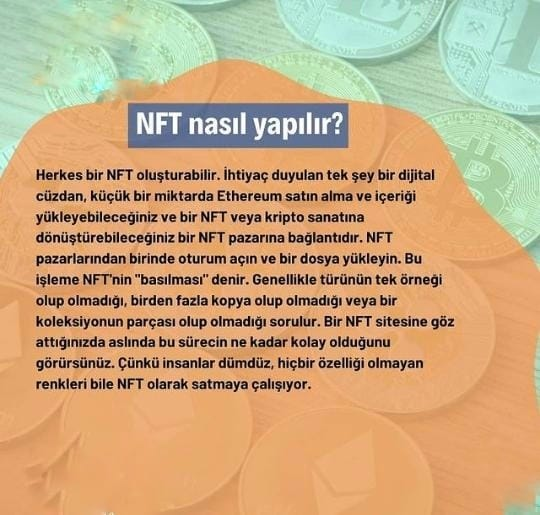 NFT nasıl yapılır?
Herkes bir NFT oluşturabilir. İhtiyaç duyulan tek şey bir dijital
cüzdan, küçük bir miktarda Ethereum satın alma ve içeriği
yükleyebileceğiniz ve bir NFT veya kripto sanatına
dönüştürebileceğiniz bir NFT pazarına bağlantıdır. NFT
pazarlarından birinde oturum açın ve bir dosya yükleyin. Bu
işleme NFT'nin "basılması" denir. Genellikle türünün tek örneği
olup olmadığı, birden fazla kopya olup olmadığı veya bir
koleksiyonun parçası olup olmadığı sorulur. Bir NFT sitesine göz
attığınızda aslında bu sürecin ne kadar kolay olduğunu
görürsünüz. Çünkü insanlar dümdüz, hiçbir özelliği olmayan
renkleri bile NFT olarak satmaya çalışıyor.